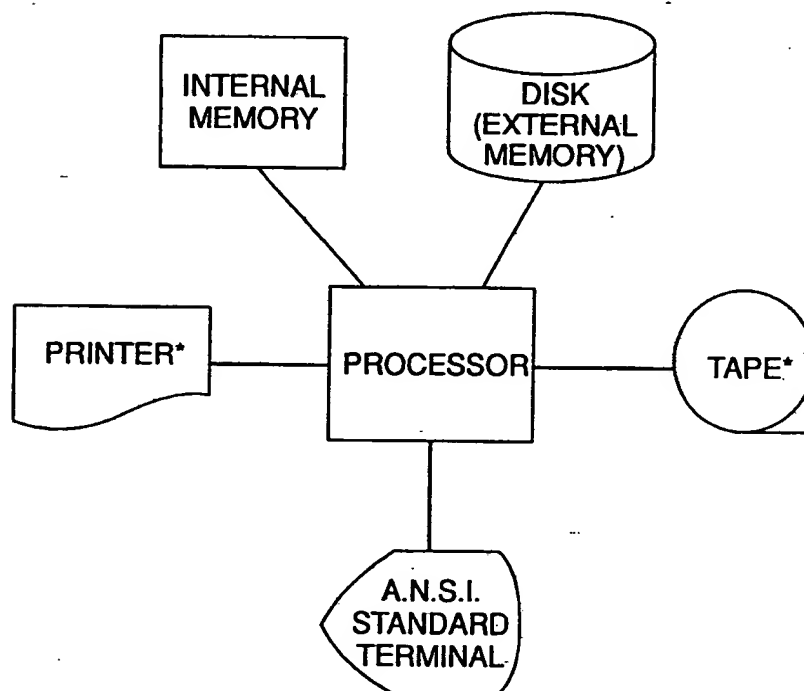 INTERNAL
MEMORY
DISK
(EXTERNAL
MEMORY)
PRINTER*
PROCESSOR
TAPE*
A.N.S.I.
STANDARD
TERMINAL